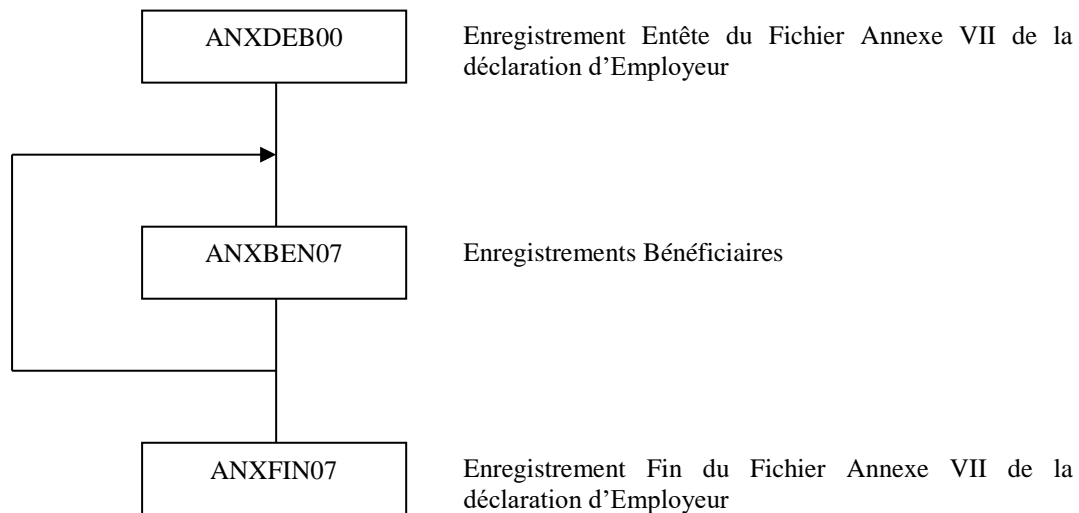 ANXDEB00
Enregistrement Entête du Fichier Annexe VII de la
déclaration d’Employeur
ANXBEN07
Enregistrements Bénéficiaires
ANXFIN07
Enregistrement Fin du Fichier Annexe VII de la
déclaration d’Employeur